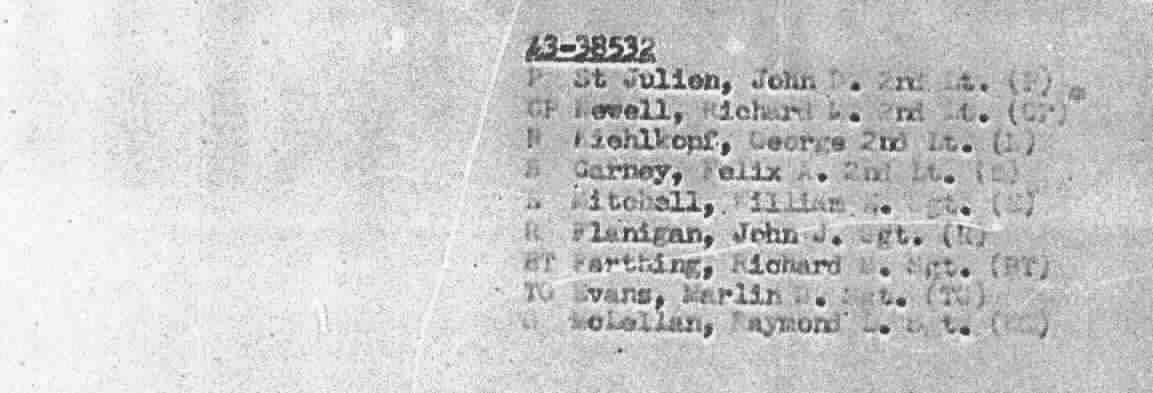 43-38532
P St Julien, John D. 2nd Lt. (P)
CP Newell, Richard L. 2nd Lt. (CP)
N Kiehlkopf, George 2nd Lt.
B Garney, Felix A. 2nd Lt. (B)
Mitchell, William Sgt.
R Flanigan, John J. Sgt. (R)
BT Farthing, Richard Sgt. (BT)
TG Evans, Marlin Sgt. (TG)
G McLellan, Raymond L. Sgt.